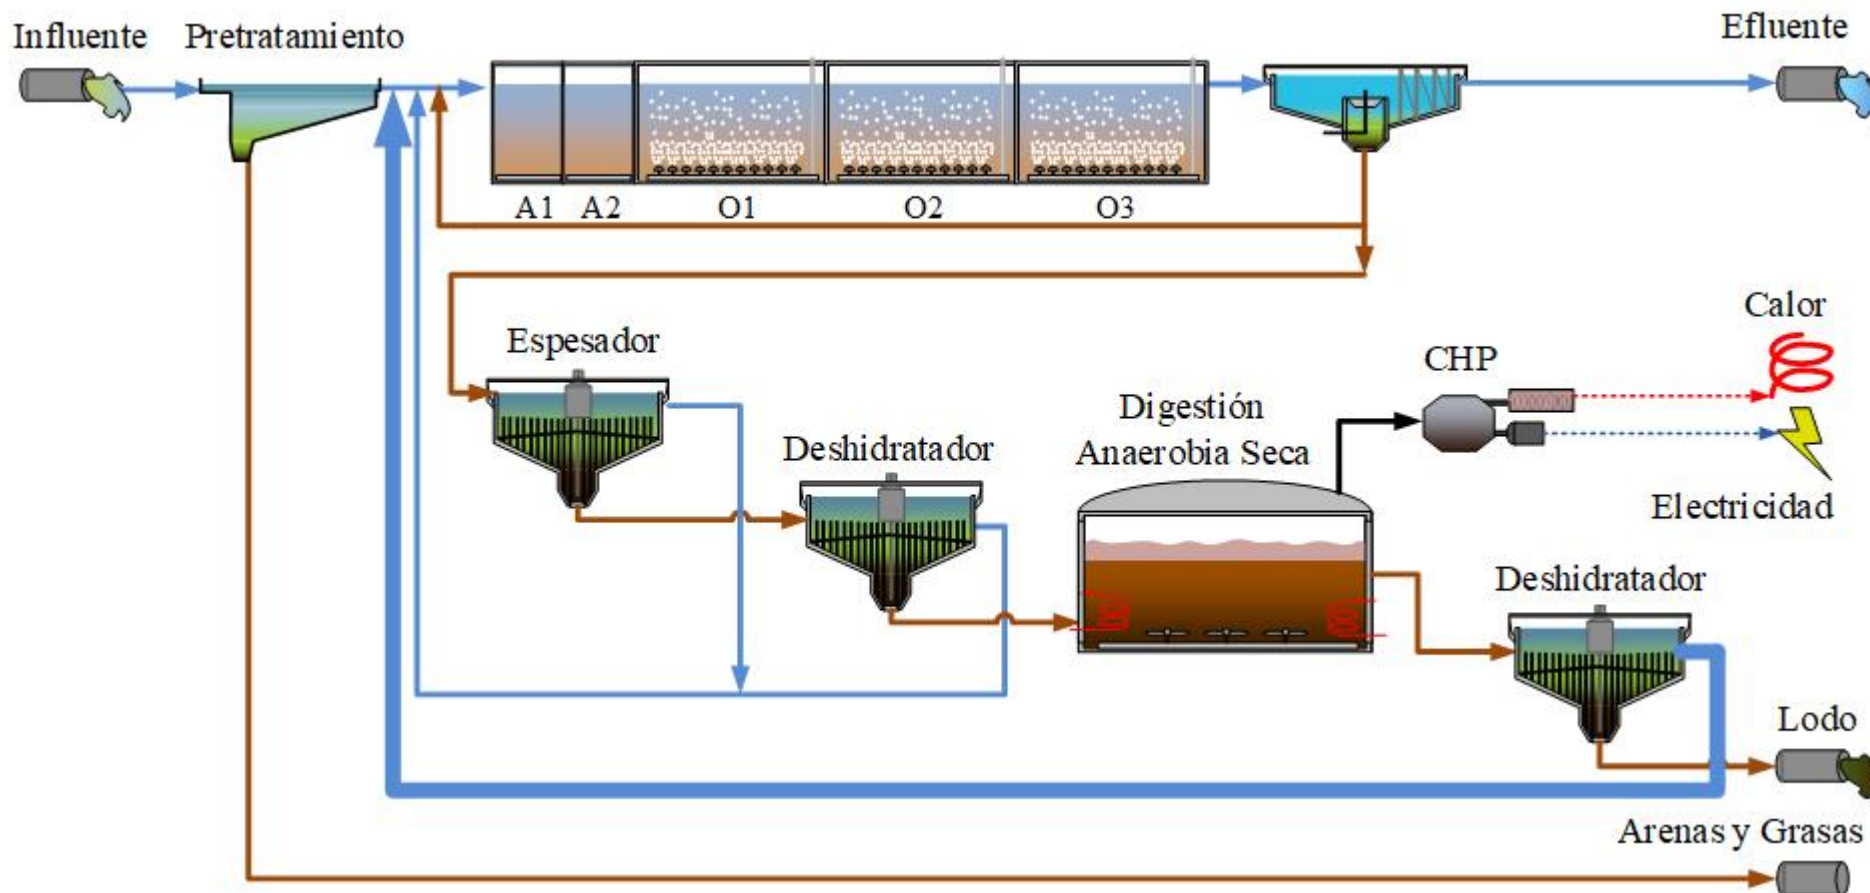 Influente
Pretratamiento
Efluente
A1
A2
O1
O2
O3
Espesador
Calor
CHP
Digestión
Anaerobia Seca
Deshidratador
Electricidad
Deshidratador
Lodo
Arenas y Grasas